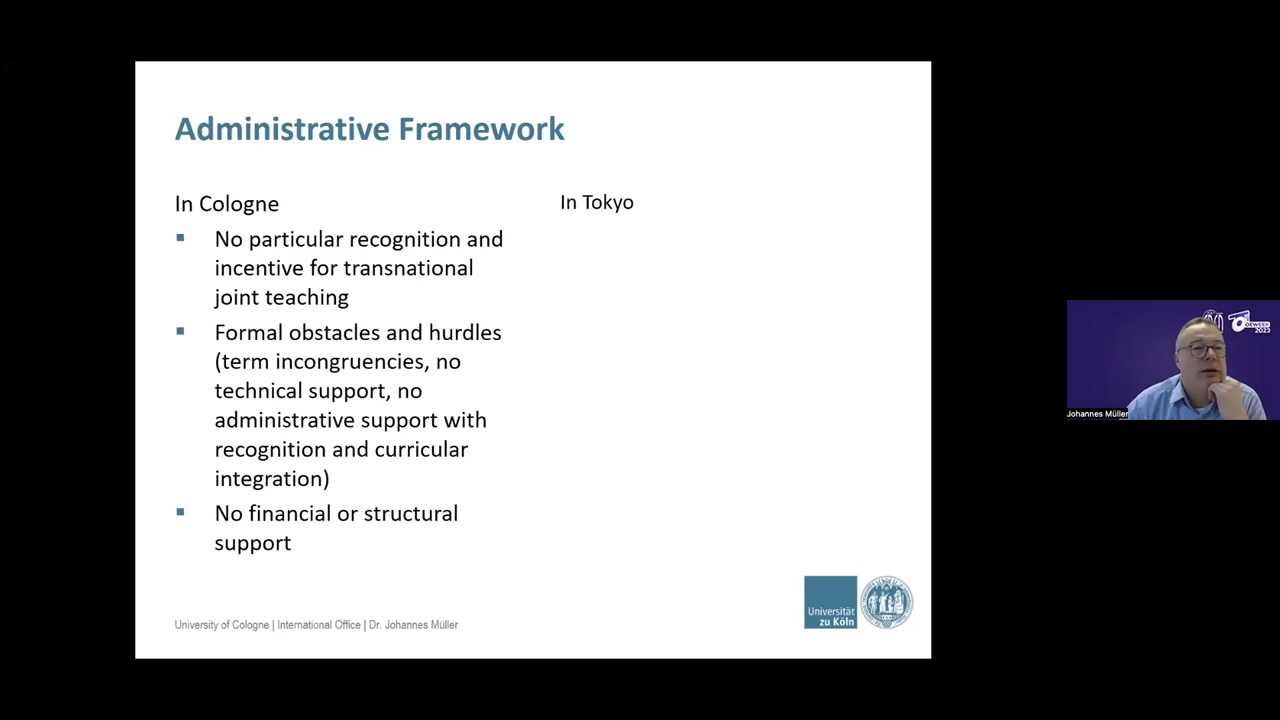 Administrative Framework
In Cologne
No particular recognition and
incentive for transnational
joint teaching
Formal obstacles and hurdles
(term incongruencies, no
technical support, no
administrative support with
recognition and curricular
integration)
No financial or structural
support
In Tokyo
University of Cologne | International Office | Dr. Johannes Müller
Universität
zu Köln
OEWEEK
2023
Johannes Müller